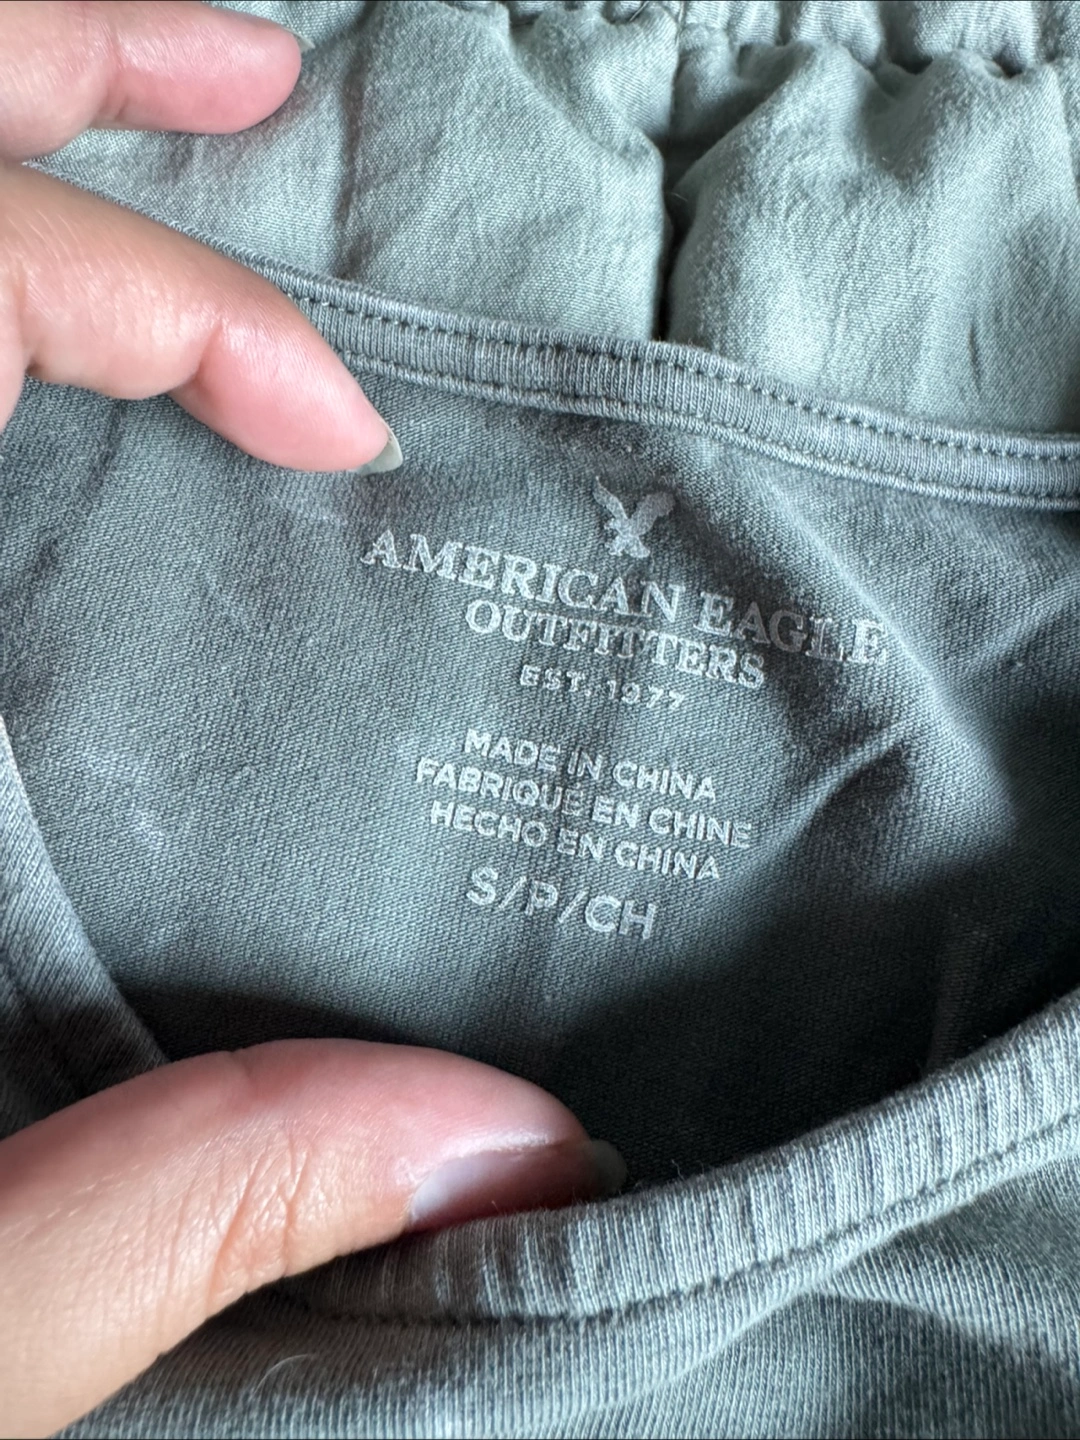 AMERICAN EAGLE
OUTFITTERS
EST. 1977
MADE IN CHINA
FABRIQUÉ EN CHINE
HECHO EN CHINA
S/P/CH